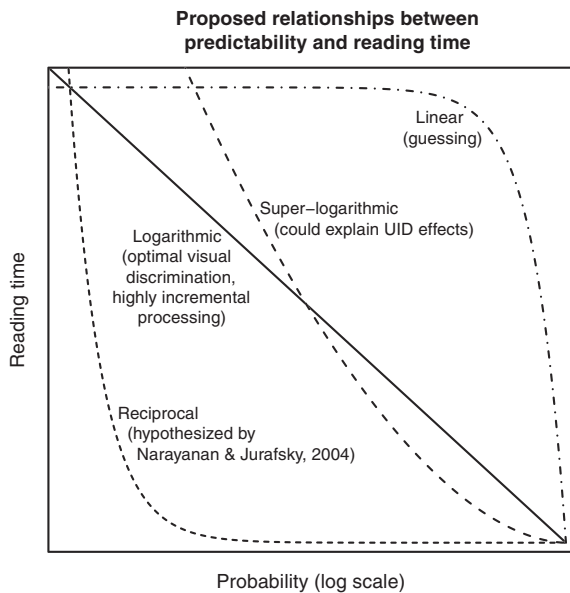 Proposed relationships between
predictability and reading time
Linear
(guessing)
Super−logarithmic
(could explain UID effects)
Logarithmic
(optimal visual
discrimination,
highly incremental
processing)
Reciprocal
(hypothesized by
Narayanan & Jurafsky, 2004)
Reading time
Probability (log scale)